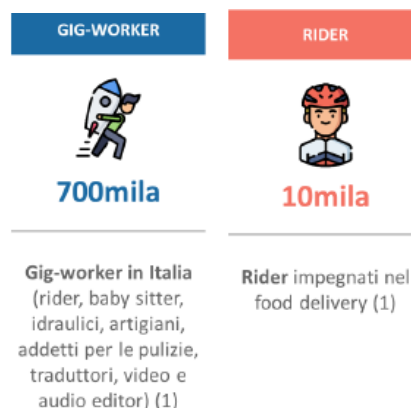 GIG-WORKER
700mila
Gig-worker in Italia
(rider, baby sitter,
idraulici, artigiani,
addetti per le pulizie,
traduttori, video e
audio editor) (1)
RIDER
10mila
Rider impegnati nel
food delivery (1)